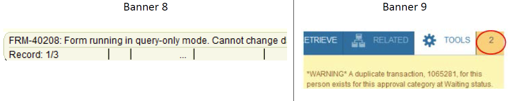 Banner 8
Banner 9
FRM-40208: Form running in query-only mode. Cannot change d
Record: 1/3
...
ETRIEVE
RELATED
TOOLS
2
*WARNING* A duplicate transaction, 1065281, for this
person exists for this approval category at Waiting status.